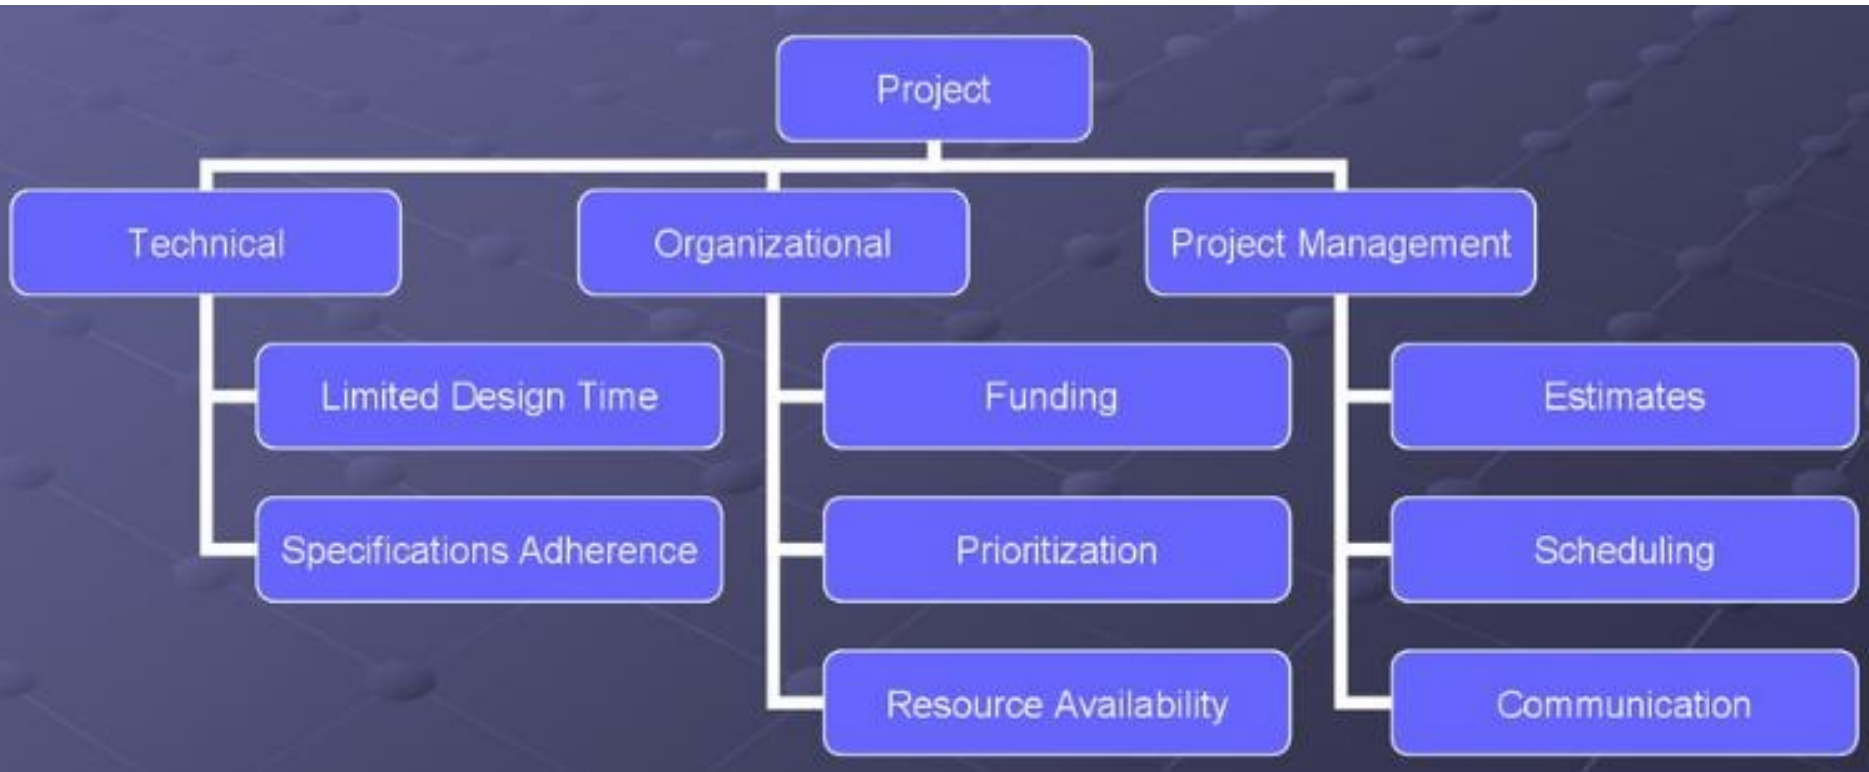 Project
Technical
Organizational
Project Management
Limited Design Time
Funding
Estimates
Specifications Adherence
Prioritization
Scheduling
Resource Availability
Communication